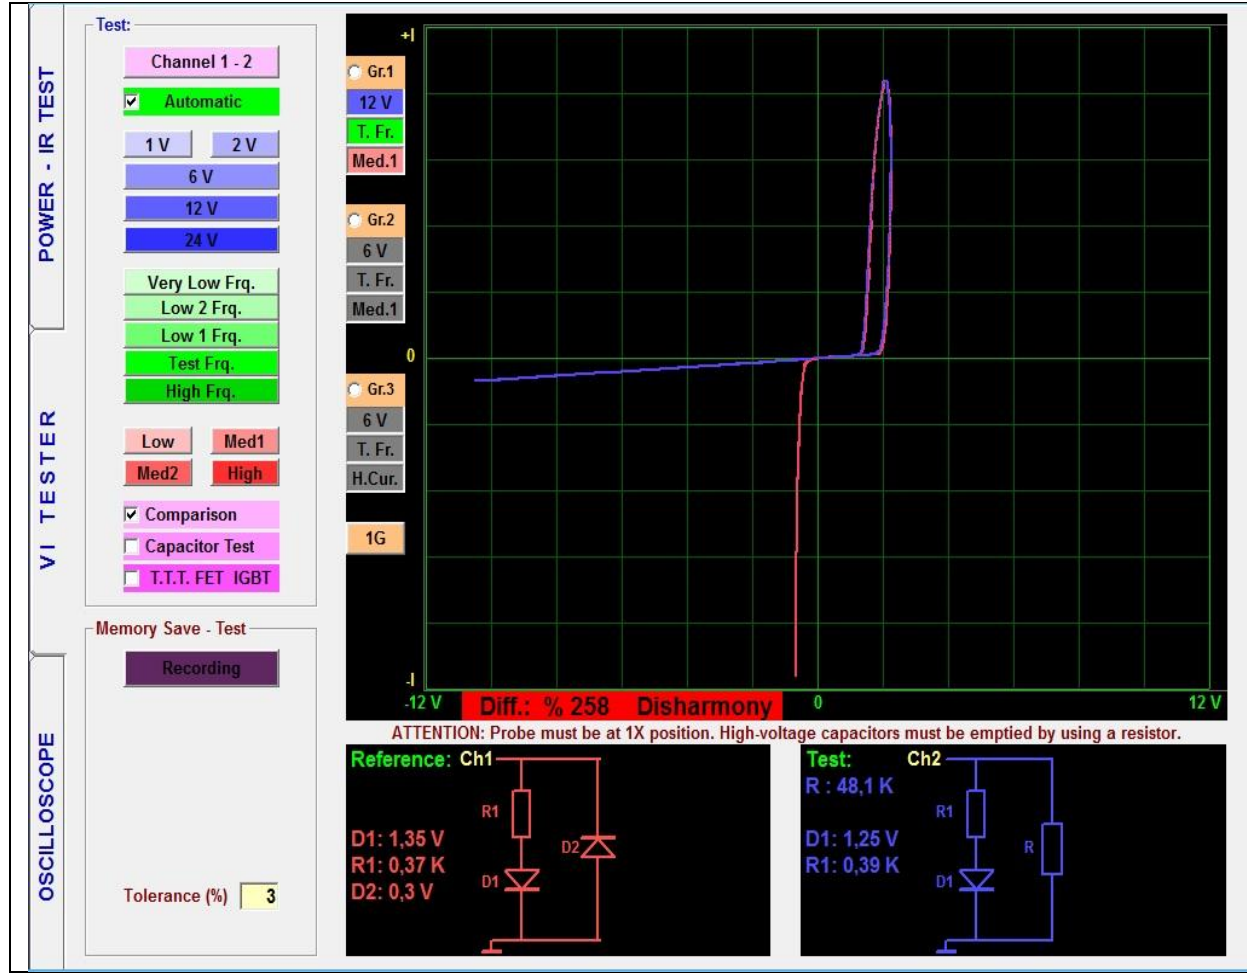 POWER - IR TEST
VI TESTER
OSCILLOSCOPE
Test:
Channel 1 - 2
Automatic
1 V
2 V
6 V
12 V
24 V
Very Low Frq.
Low 2 Frq.
Low 1 Frq.
Test Frq.
High Frq.
Low
Med1
Med2
High
Comparison
Capacitor Test
T.T.T. FET IGBT
Memory Save - Test
Recording
Tolerance (%) 3
+I
Gr.1
12 V
T. Fr.
Med.1
Gr.2
6 V
T. Fr.
Med.1
0
Gr.3
6 V
T. Fr.
H.Cur.
1G
-I
-12 V
Diff.: % 258 Disharmony
0
12 V
ATTENTION: Probe must be at 1X position. High-voltage capacitors must be emptied by using a resistor.
Reference: Ch1
R1
D1: 1,35 V
R1: 0,37 K
D2: 0,3 V
D2
D1
Test: Ch2
R : 48,1 K
R1
D1: 1,25 V
R1: 0,39 K
R
D1